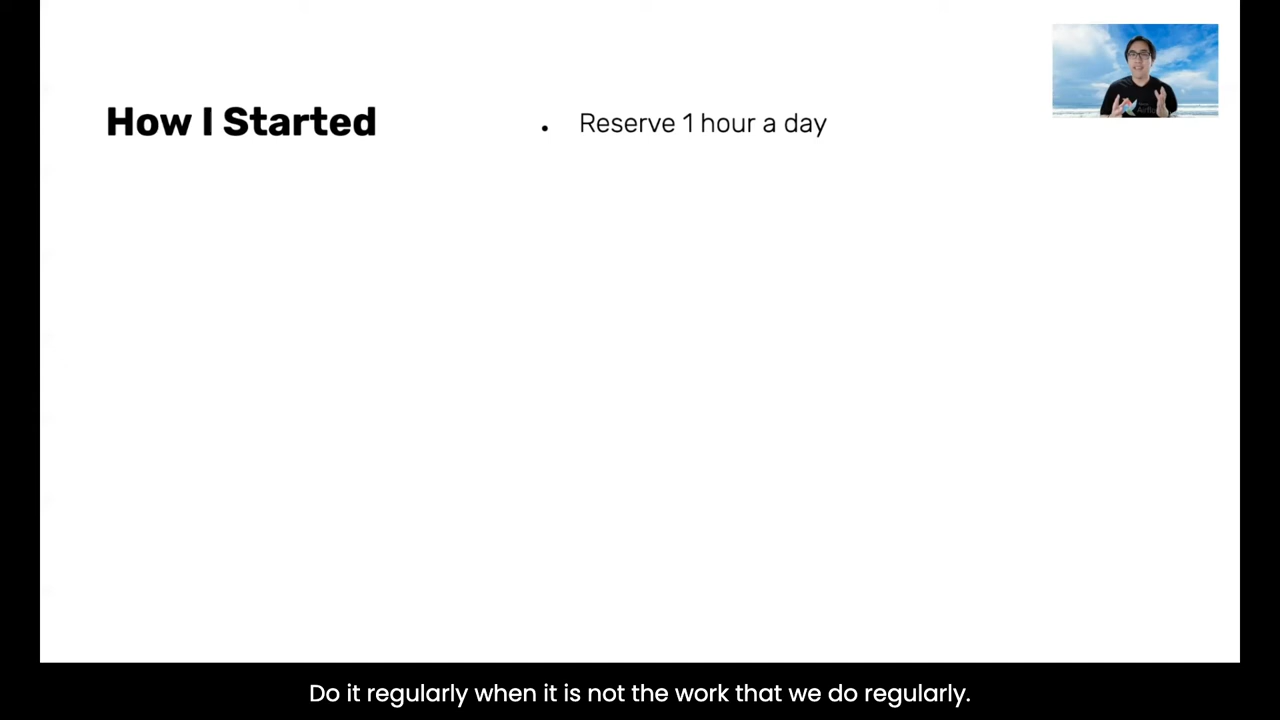 How I Started
• Reserve 1 hour a day
Do it regularly when it is not the work that we do regularly.